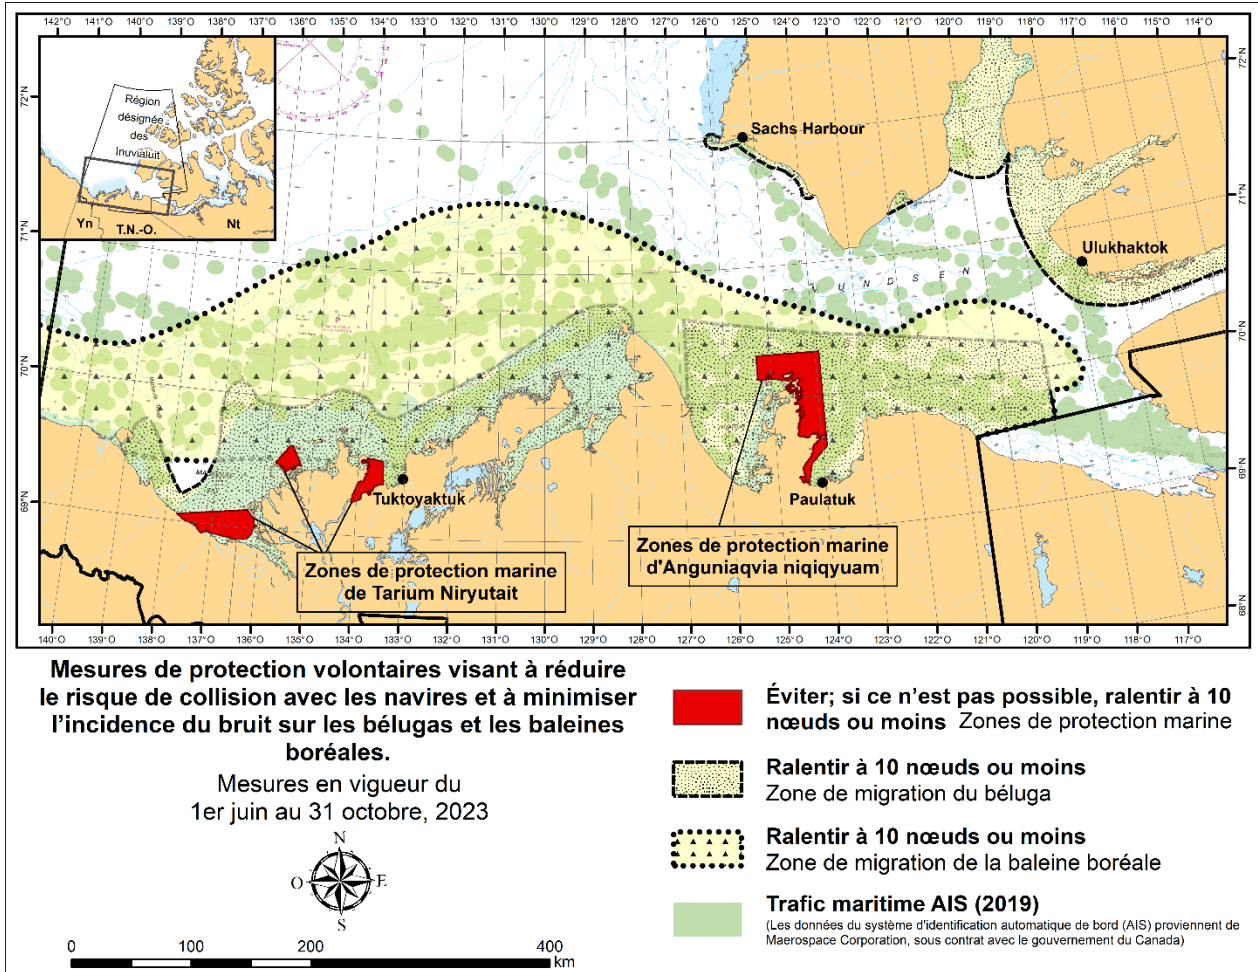 142°O 141°O 140°O 139°O 138°O 137°O 136°O 135°O 134°O 133°O 132°O 131°O 130°O 129°O 128°O 127°O 126°O 125°O 124°O 123°O 122°O 121°O 120°O 119°O 118°O 117°O 116°O 115°O 114°O
72°N
71°N
70°N
69°N
72°N
71°N
70°N
69°N
68°N
Région
désignée
des
Inuvialuit
Yn
T.N.-O.
Nt
Sachs Harbour
Ulukhaktok
UNDSEN
Tuktoyaktuk
Paulatuk
Zones de protection marine
de Tarium Niryutait
Zones de protection marine
d'Anguniaqvia niqiqyuam
140°O 139°O 138°O 137°O 136°O 135°O 134°O 133°O 132°O 131°O 130°O 129°O 128°O 127°O 126°O 125°O 124°O 123°O 122°O 121°O 120°O 119°O 118°O 117°O
Mesures de protection volontaires visant à réduire
le risque de collision avec les navires et à minimiser
l'incidence du bruit sur les bélugas et les baleines
boréales.
Mesures en vigueur du
1er juin au 31 octobre, 2023
N
O E
S
0 50 100 200 400
km
Éviter; si ce n'est pas possible, ralentir à 10
nœuds ou moins Zones de protection marine
Ralentir à 10 nœuds ou moins
Zone de migration du béluga
Ralentir à 10 nœuds ou moins
Zone de migration de la baleine boréale
Trafic maritime AIS (2019)
(Les données du système d'identification automatique de bord (AIS) proviennent de
Maerospace Corporation, sous contrat avec le gouvernement du Canada)